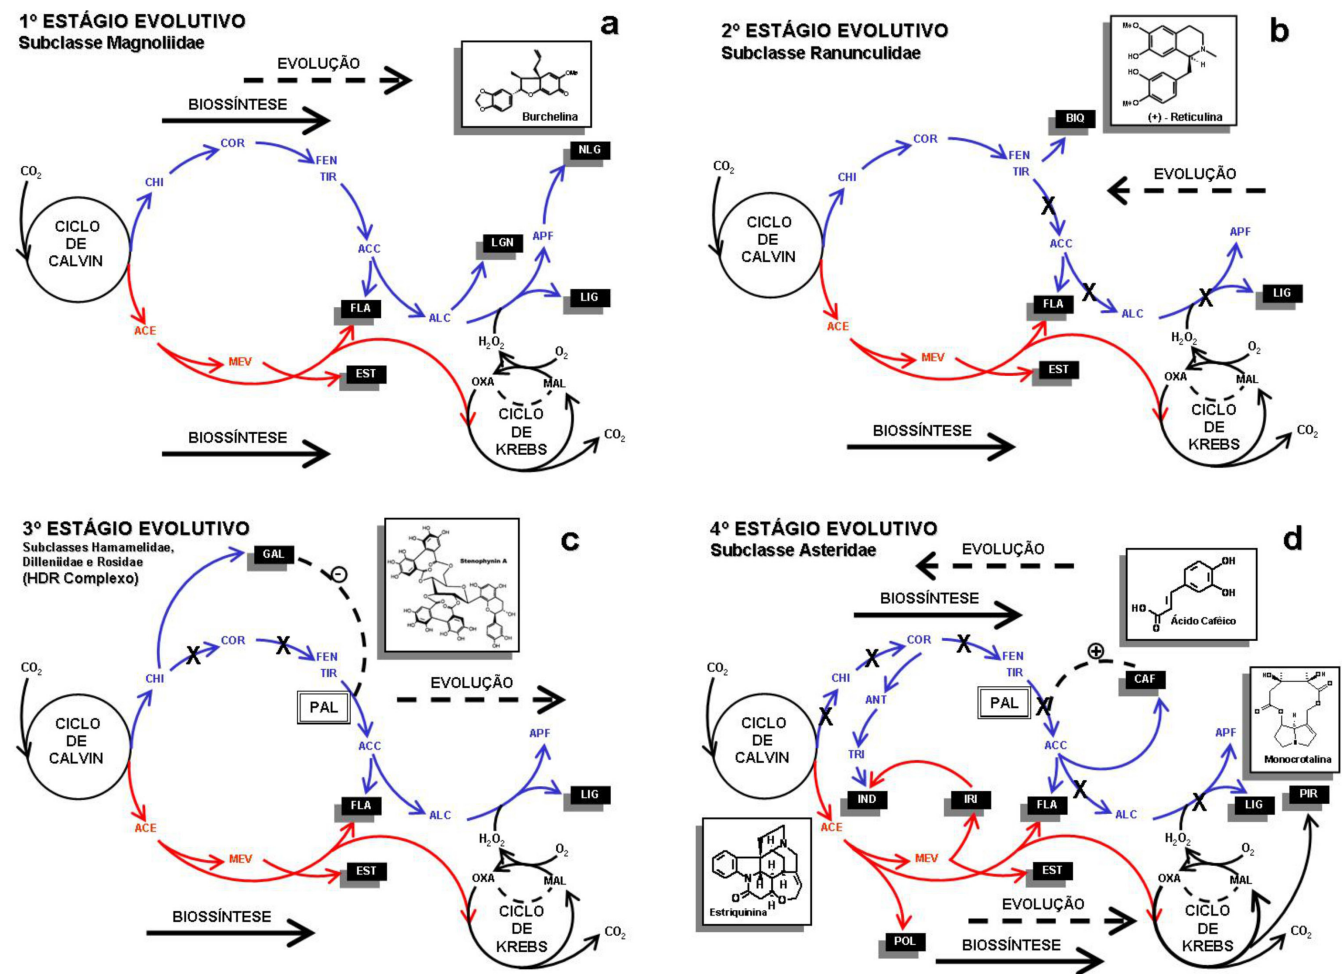 1º ESTÁGIO EVOLUTIVO
Subclasse Magnoliidae
a
EVOLUÇÃO
BIOSSÍNTESE
Burchelina
COR
FEN
TIR
NLG
CO2
CHI
CICLO
DE
CALVIN
ACC
LGN
APF
FLA
ALC
LIG
ACE
H2O2
MEV
EST
O2
OXA
MAL
CICLO
DE
KREBS
BIOSSÍNTESE
CO2
2º ESTÁGIO EVOLUTIVO
Subclasse Ranunculidae
b
MeO
HO
N
H
HO
MeO
(+) - Reticulina
BIQ
COR
FEN
TIR
CO2
CHI
EVOLUÇÃO
X
CICLO
DE
CALVIN
ACC
APF
X
X
FLA
ALC
LIG
ACE
H2O2
MEV
EST
O2
OXA
MAL
CICLO
DE
KREBS
BIOSSÍNTESE
CO2
3º ESTÁGIO EVOLUTIVO
Subclasses Hamamelidae,
Dilleniidae e Rosidae
(HDR Complexo)
c
GAL
Stenophynin A
COR
X
X
FEN
TIR
CO2
CHI
EVOLUÇÃO
PAL
CICLO
DE
CALVIN
ACC
APF
FLA
ALC
LIG
ACE
H2O2
MEV
EST
O2
OXA
MAL
CICLO
DE
KREBS
BIOSSÍNTESE
CO2
4º ESTÁGIO EVOLUTIVO
Subclasse Asteridae
d
EVOLUÇÃO
BIOSSÍNTESE
OH
OH
HO
O
Ácido Caféico
COR
X
X
FEN
TIR
CO2
CHI
ANT
CAF
PAL
X
X
CICLO
DE
CALVIN
TRI
ACC
APF
Monocrotalina
X
X
IND
IRI
FLA
ALC
LIG
PIR
ACE
H2O2
MEV
EST
O2
OXA
MAL
Estriquinina
CICLO
DE
KREBS
EVOLUÇÃO
POL
BIOSSÍNTESE
CO2